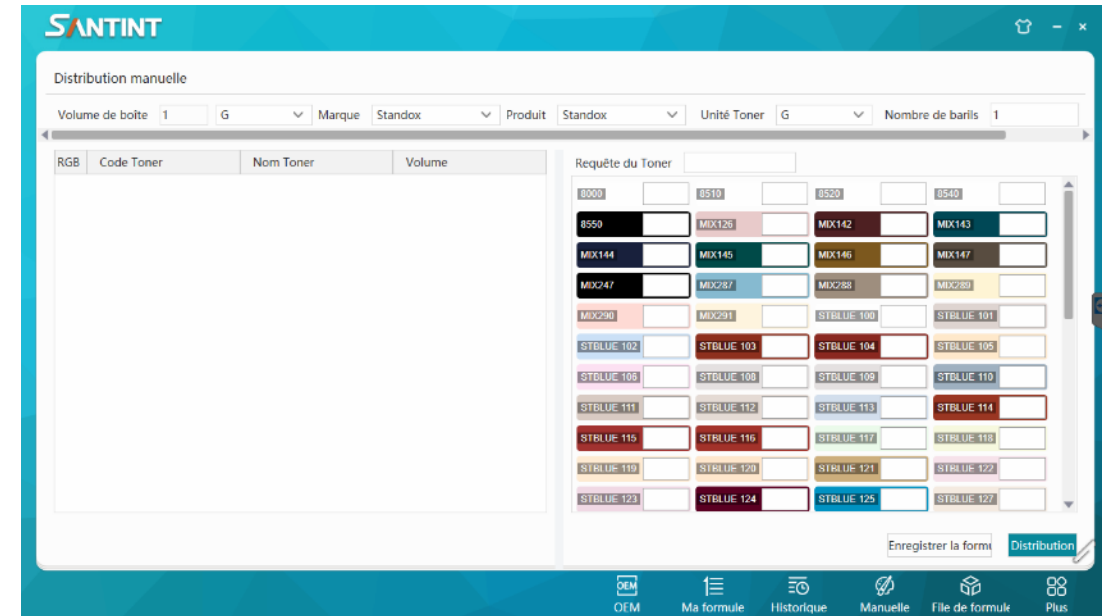 SANTINT
Distribution manuelle
Volume de boîte 1 G Marque Standox Produit Standox Unité Toner G Nombre de barils 1
RGB Code Toner Nom Toner Volume
Requête du Toner
8000 8510 8520 8540
8550 MIX126 MIX142 MIX143
MIX144 MIX145 MIX146 MIX147
MIX247 MIX287 MIX288 MIX289
MIX290 MIX291 STBLUE 100 STBLUE 101
STBLUE 102 STBLUE 103 STBLUE 104 STBLUE 105
STBLUE 106 STBLUE 108 STBLUE 109 STBLUE 110
STBLUE 111 STBLUE 112 STBLUE 113 STBLUE 114
STBLUE 115 STBLUE 116 STBLUE 117 STBLUE 118
STBLUE 119 STBLUE 120 STBLUE 121 STBLUE 122
STBLUE 123 STBLUE 124 STBLUE 125 STBLUE 127
Enregistrer la formu Distribution
OEM
OEM Ma formule Historique Manuelle File de formule Plus